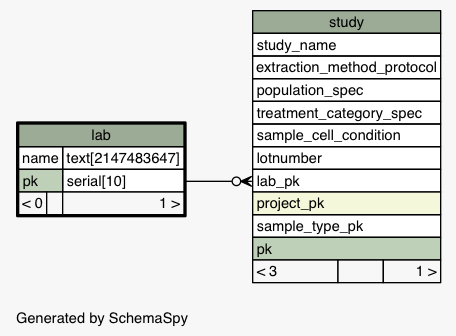 lab
name text[2147483647]
pk serial[10]
< 0 1 >
study
study_name
extraction_method_protocol
population_spec
treatment_category_spec
sample_cell_condition
lotnumber
lab_pk
project_pk
sample_type_pk
pk
< 3 1 >
Generated by SchemaSpy